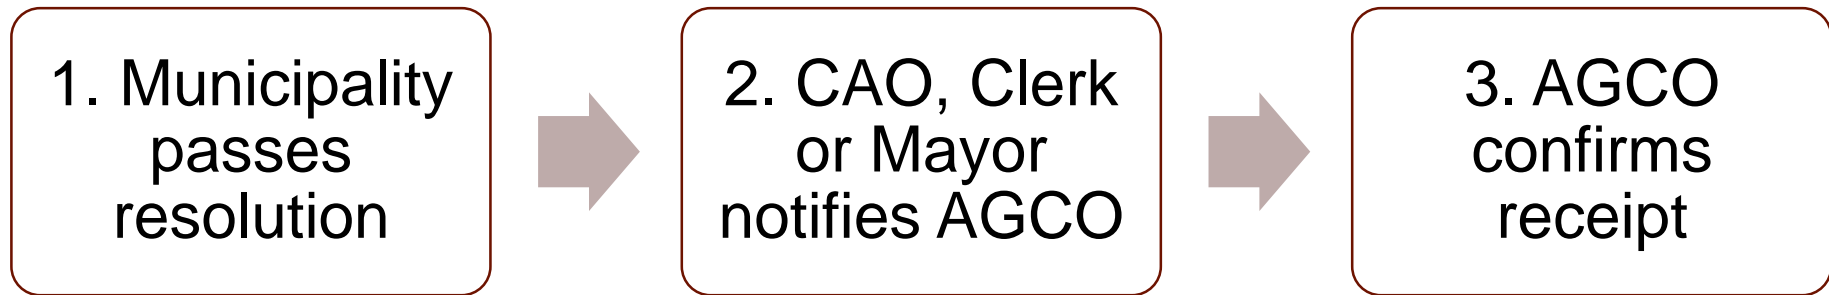 1. Municipality
passes
resolution
2. CAO, Clerk
or Mayor
notifies AGCO
3. AGCO
confirms
receipt